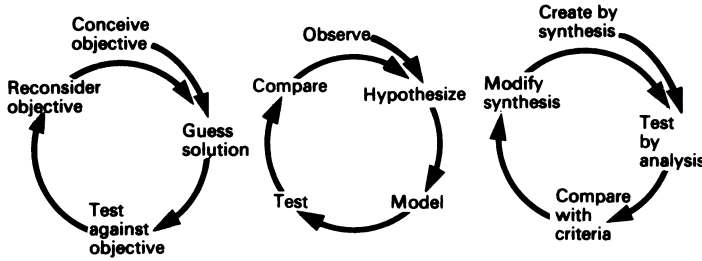 Conceive
objective
Reconsider
objective
Guess
solution
Test
against
objective
Observe
Compare
Hypothesize
Test
Model
Create by
synthesis
Modify
synthesis
Test
by
analysis
Compare
with
criteria